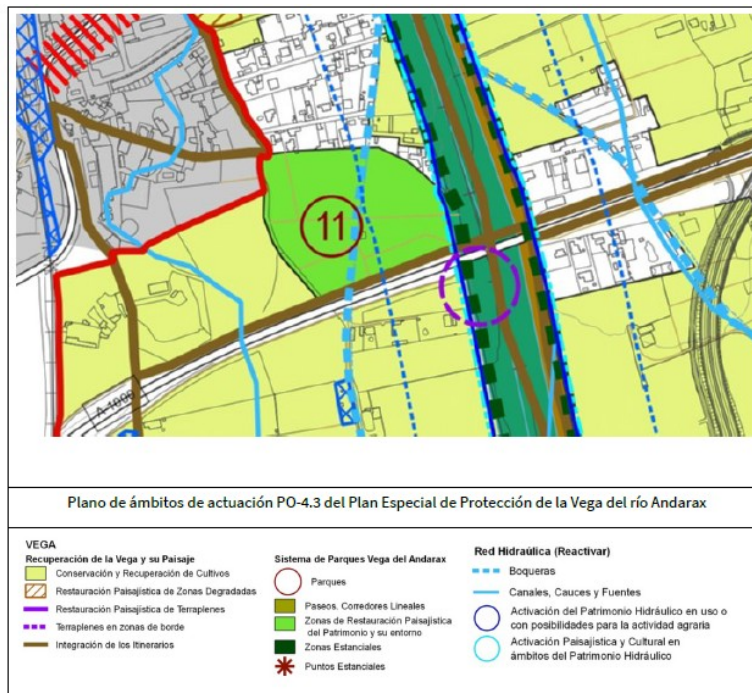 11
A 1000
Plano de ámbitos de actuación PO-4.3 del Plan Especial de Protección de la Vega del río Andarax
VEGA
Recuperación de la Vega y su Paisaje
Conservación y Recuperación de Cultivos
Restauración Paisajística de Zonas Degradadas
Restauración Paisajística de Terraplenes
Terraplenes en zonas de borde
Integración de los Itinerarios
Sistema de Parques Vega del Andarax
Parques
Paseos. Corredores Lineales
Zonas de Restauración Paisajística
del Patrimonio y su entorno
Zonas Estanciales
Puntos Estanciales
Red Hidraúlica (Reactivar)
Boqueras
Canales, Cauces y Fuentes
Activación del Patrimonio Hidráulico en uso o
con posibilidades para la actividad agraria
Activación Paisajística y Cultural en
ámbitos del Patrimonio Hidráulico